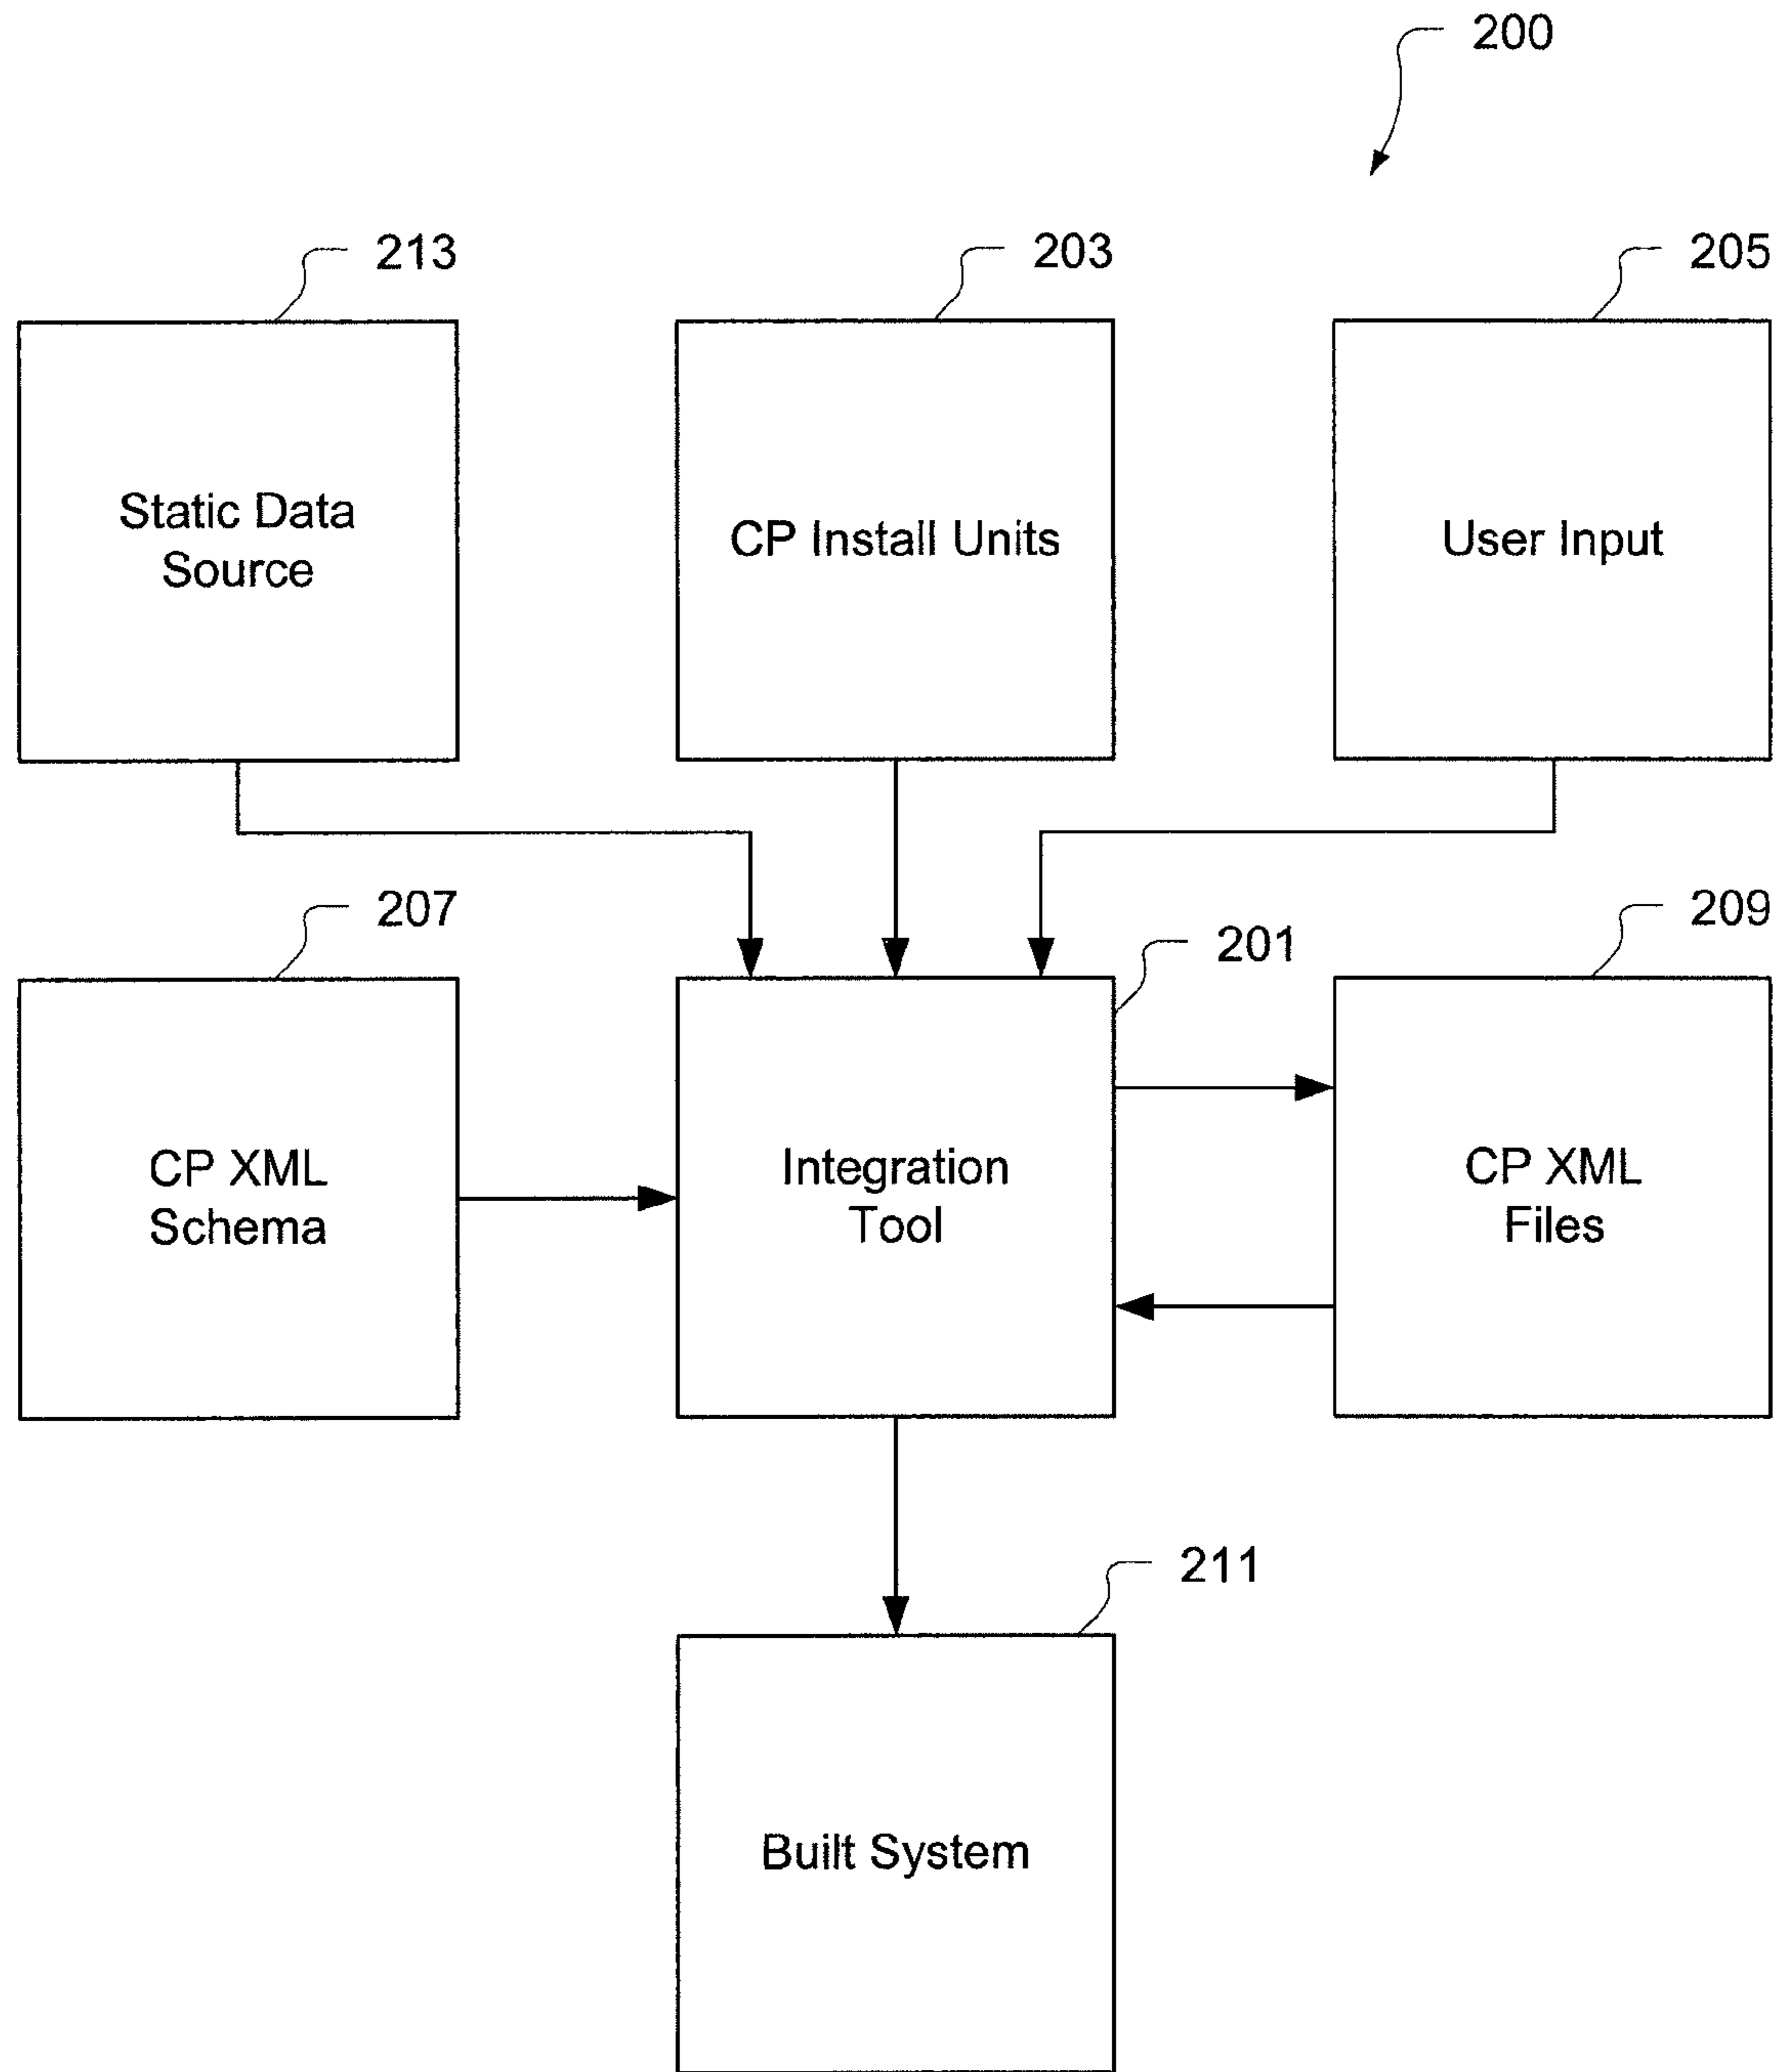 200
213
203
205
Static Data
Source
CP Install Units
User Input
207
201
209
CP XML
Schema
Integration
Tool
CP XML
Files
211
Built System